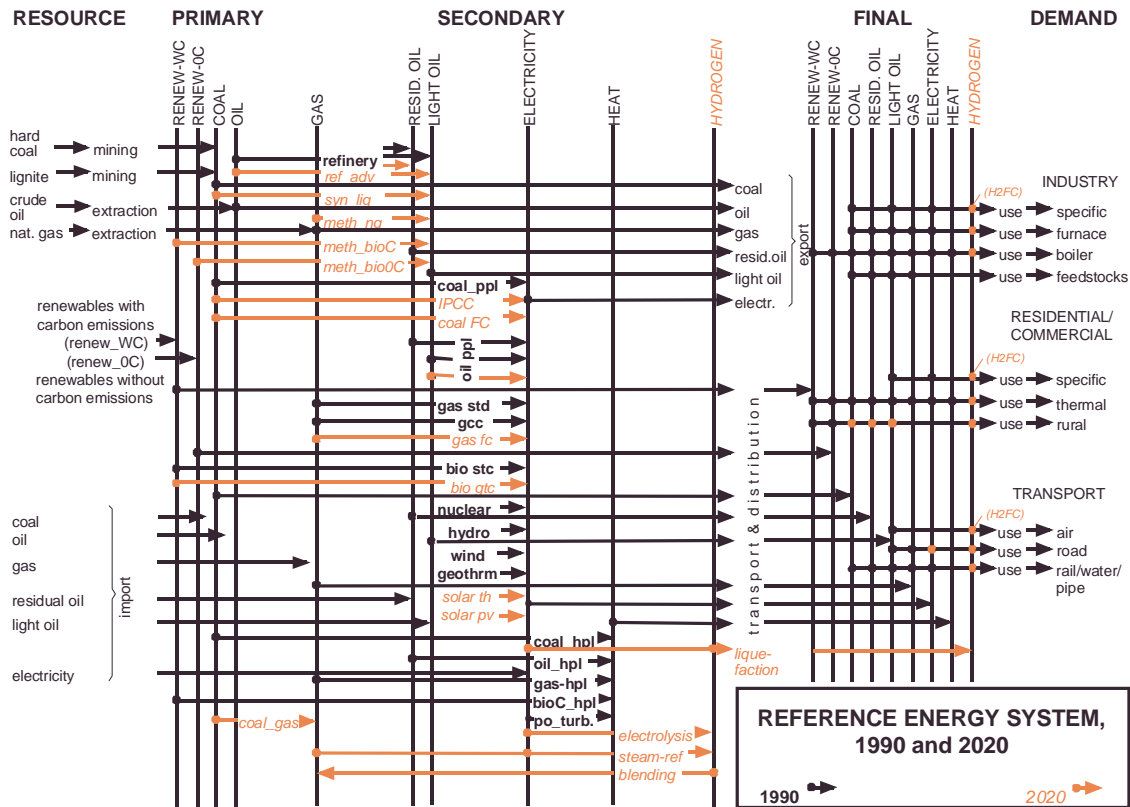 RESOURCE PRIMARY SECONDARY FINAL DEMAND
RENEW-WC
RENEW-0C
COAL
OIL
GAS
RESID. OIL
LIGHT OIL
ELECTRICITY
HEAT
HYDROGEN
RENEW-WC
RENEW-0C
COAL
RESID. OIL
LIGHT OIL
GAS
ELECTRICITY
HEAT
HYDROGEN
hard
coal mining
lignite mining
crude
oil extraction
nat. gas extraction
renewables with
carbon emissions
(renew_WC)
(renew_0C)
renewables without
carbon emissions
coal
oil
gas
residual oil
light oil
electricity
import
refinery
ref_adv
syn_liq
meth_ng
meth_bioC
meth_bio0C
coal_ppl
IPCC
coal FC
oil ppl
gas std
gcc
gas fc
bio stc
bio gtc
nuclear
hydro
wind
geothrm
solar th
solar pv
coal_hpl
oil_hpl
gas-hpl
bioC_hpl
po_turb.
coal_gas
electrolysis
steam-ref
blending
lique-
faction
coal
oil
gas
resid.oil
light oil
electr.
export
transport & distribution
INDUSTRY
(H2FC)
use specific
use furnace
use boiler
use feedstocks
RESIDENTIAL/
COMMERCIAL
(H2FC)
use specific
use thermal
use rural
TRANSPORT
(H2FC)
use air
use road
use rail/water/
pipe
REFERENCE ENERGY SYSTEM,
1990 and 2020
1990 2020